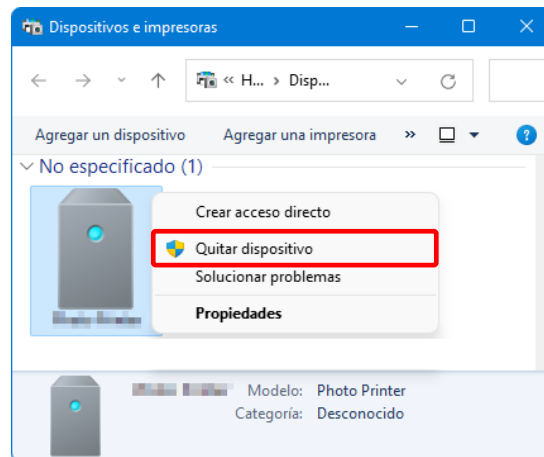 Dispositivos e impresoras
« H... › Disp...
Agregar un dispositivo Agregar una impresora »
No especificado (1)
Crear acceso directo
Quitar dispositivo
Solucionar problemas
Propiedades
Modelo: Photo Printer
Categoría: Desconocido